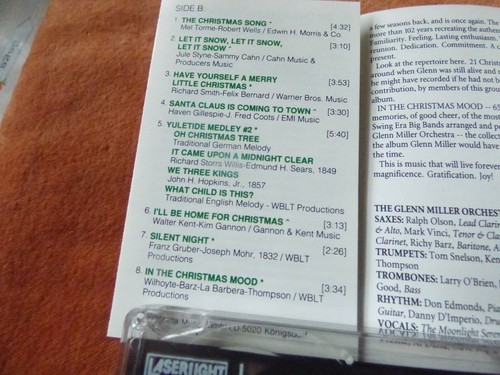 SIDE B:
1. THE CHRISTMAS SONG * [4:32]
Mel Torme-Robert Wells / Edwin H. Morris & Co.
2. LET IT SNOW, LET IT SNOW,
LET IT SNOW * [3:10]
Jule Styne-Sammy Cahn / Cahn Music &
Producers Music
3. HAVE YOURSELF A MERRY
LITTLE CHRISTMAS * [3:53]
Richard Smith-Felix Bernard / Warner Bros. Music
4. SANTA CLAUS IS COMING TO TOWN * [3:30]
Haven Gillespie-J. Fred Coots / EMI Music
5. YULETIDE MEDLEY #2 * [5:40]
OH CHRISTMAS TREE
Traditional German Melody
IT CAME UPON A MIDNIGHT CLEAR
Richard Storrs Willis-Edmund H. Sears, 1849
WE THREE KINGS
John H. Hopkins, Jr., 1857
WHAT CHILD IS THIS?
Traditional English Melody - WBLT Productions
6. I'LL BE HOME FOR CHRISTMAS * [3:13]
Walter Kent-Kim Gannon / Gannon & Kent Music
7. SILENT NIGHT * [2:26]
Franz Gruber-Joseph Mohr, 1832 / WBLT
Productions
8. IN THE CHRISTMAS MOOD * [3:34]
Wilhoyte-Barz-La Barbera-Thompson / WBLT
Productions
5020 Königsdorf
LASERLIGHT
a few seasons back, and is once again. The
more than 102 years recreating the authentic
Familiarity. Feeling. Lasting enthusiasm.
reunion. Dedication. Commitment. A
present.
Look at the repertoire here. 21 Christ
around when Glenn was still alive and
he might have recorded if he had not
contribution, by members of this group
album.
IN THE CHRISTMAS MOOD -- 65
memories, of good cheer, of the most
Swing Era Big Bands arranged and pe
Glenn Miller Orchestra -- the collect
the album Glenn Miller would have
the time.
This is music that will live forever
magnificence. Gratification. Joy!
THE GLENN MILLER ORCHES
SAXES: Ralph Olson, Lead Clarin
& Alto, Mark Vinci, Tenor & Cla
Clarinet, Richy Barz, Baritone, A
TRUMPETS: Tom Snelson, Ken
Thompson
TROMBONES: Larry O'Brien,
Good, Bass
RHYTHM: Don Edmonds, Pia
Guitar, Danny D'Imperio, Dru
VOCALS: The Moonlight Seren